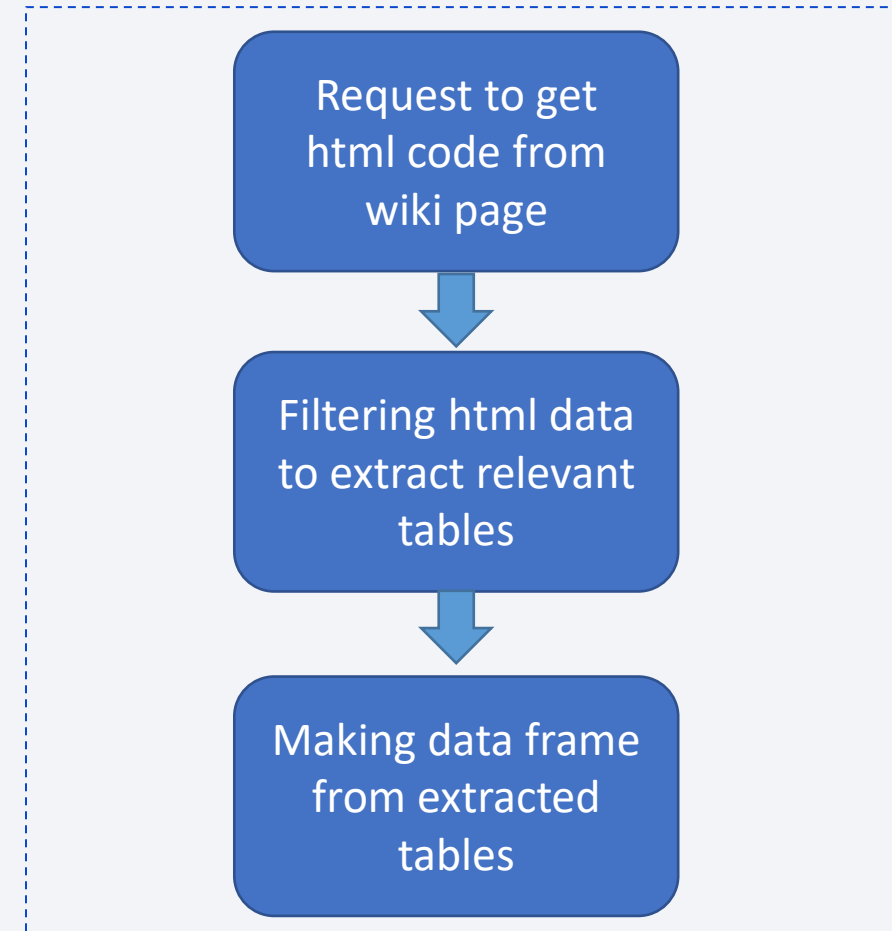 Request to get
html code from
wiki page
Filtering html data
to extract relevant
tables
Making data frame
from extracted
tables